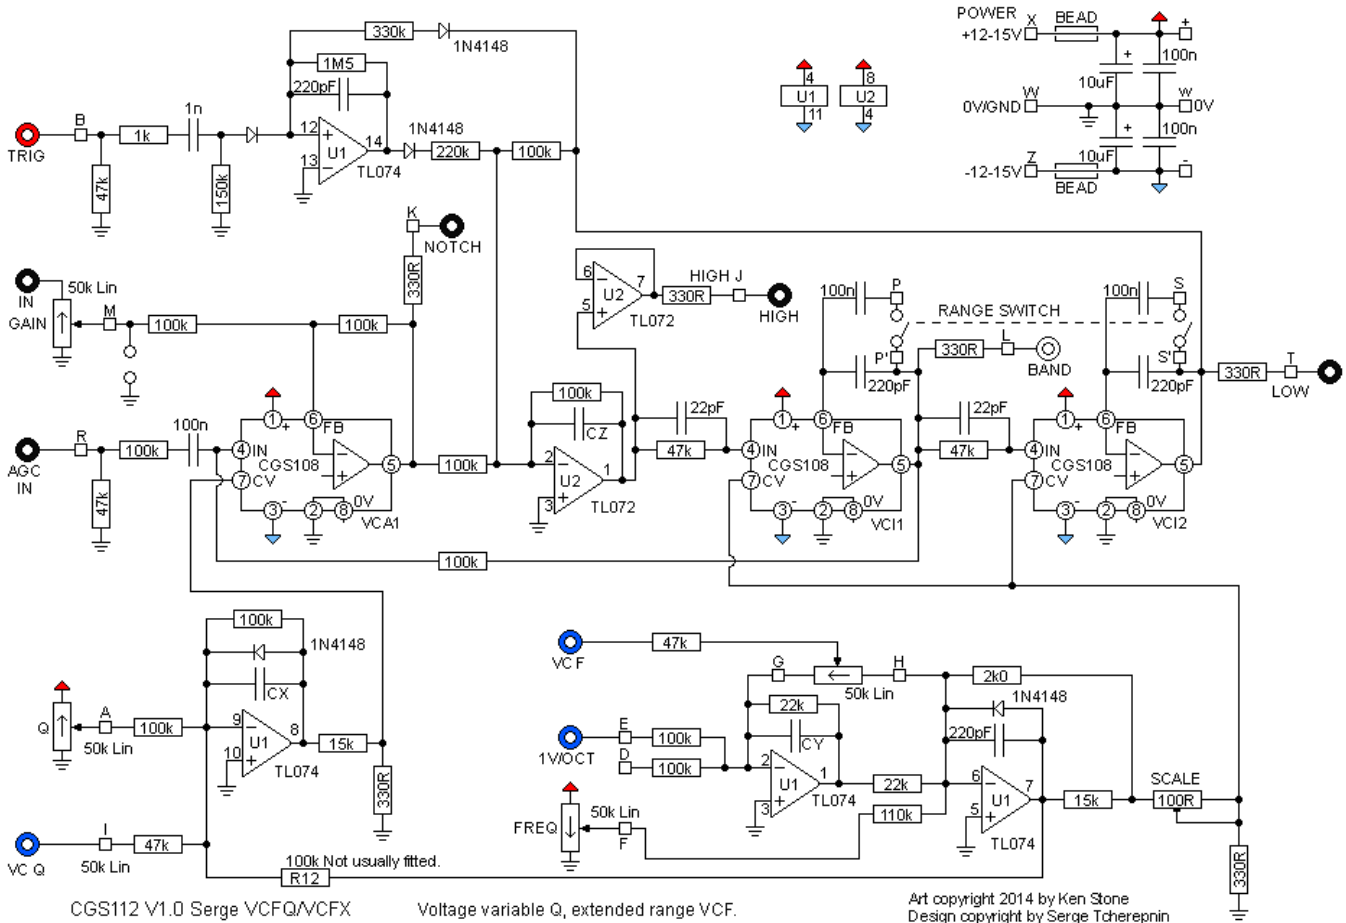 330k
1N4148
1M5
220pF
1n
B
TRIG
1k
47k
150k
12
+
13
−
U1
14
TL074
1N4148
220k
100k
K
NOTCH
330R
POWER
X
BEAD
+
+12-15V
+
10uF
100n
0V/GND
W
w
0V
+
10uF
100n
-12-15V
Z
BEAD
-
4
U1
11
8
U2
4
IN
GAIN
50k Lin
M
100k
100k
6
−
5
+
U2
7
TL072
330R
HIGH J
HIGH
100n
P
RANGE SWITCH
P'
220pF
330R
L
BAND
100n
S
S'
220pF
330R
T
LOW
AGC
IN
R
47k
100k
100n
1
+
6
FB
4
IN
CGS108
7
CV
−
+
5
3
-
2
8
0V
VCA1
100k
100k
CZ
2
−
3
+
U2
1
TL072
22pF
47k
1
+
6
FB
4
IN
CGS108
7
CV
−
+
5
3
-
2
8
0V
VCI1
22pF
47k
1
+
6
FB
4
IN
CGS108
7
CV
−
+
5
3
-
2
8
0V
VCI2
100k
100k
1N4148
CX
Q
A
50k Lin
100k
9
−
10
+
U1
8
TL074
15k
330R
VC Q
I
50k Lin
47k
100k Not usually fitted.
R12
VC F
47k
G
H
50k Lin
22k
CY
1V/OCT
E
100k
D
100k
2
−
3
+
U1
1
TL074
FREQ
50k Lin
F
22k
110k
2k0
1N4148
220pF
6
−
5
+
U1
7
TL074
15k
SCALE
100R
330R
CGS112 V1.0 Serge VCFQ/VCFX
Voltage variable Q, extended range VCF.
Art copyright 2014 by Ken Stone
Design copyright by Serge Tcherepnin